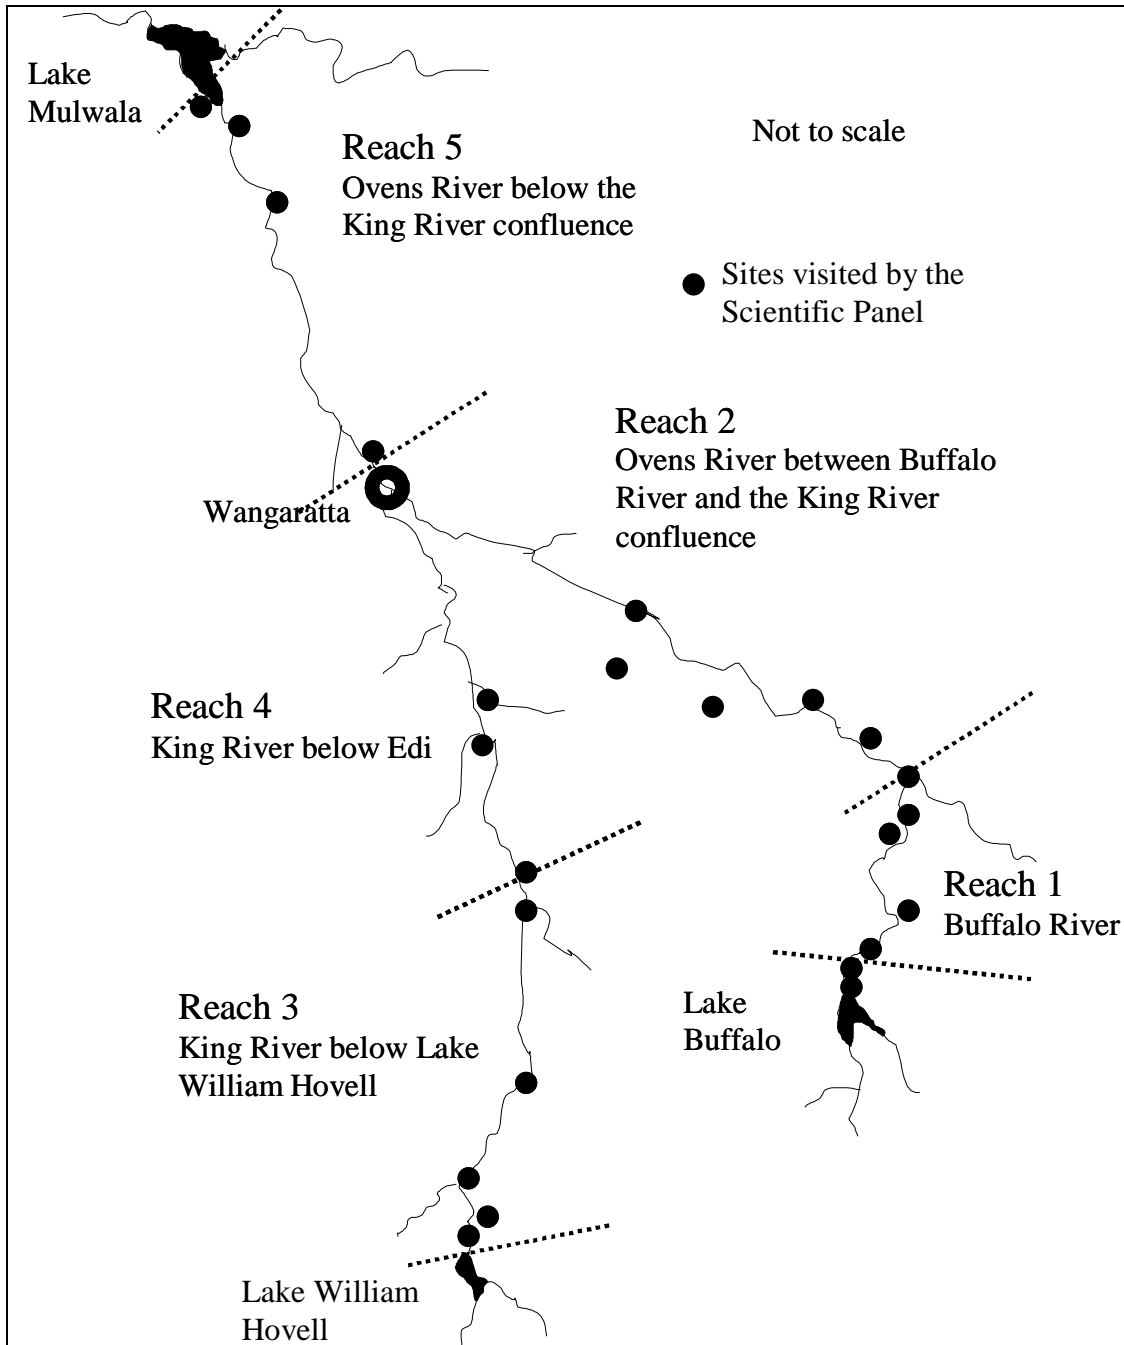 Lake
Mulwala
Not to scale
Reach 5
Ovens River below the
King River confluence
Sites visited by the
Scientific Panel
Reach 2
Ovens River between Buffalo
River and the King River
confluence
Wangaratta
Reach 4
King River below Edi
Reach 1
Buffalo River
Reach 3
King River below Lake
William Hovell
Lake
Buffalo
Lake William
Hovell